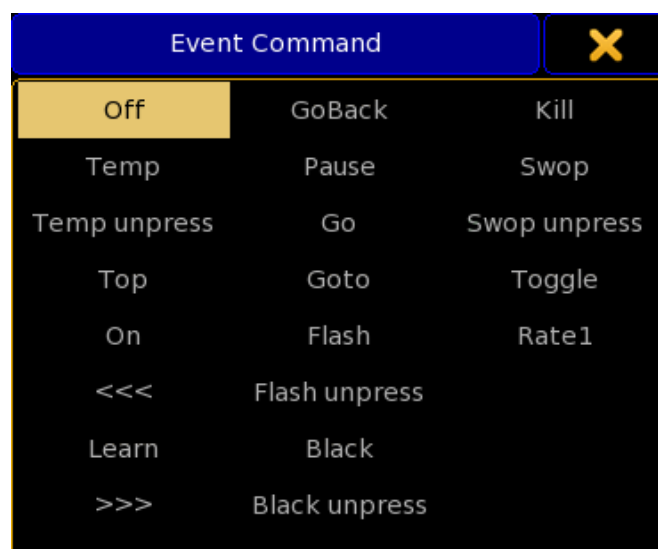 Event Command
Off GoBack Kill
Temp Pause Swop
Temp unpress Go Swop unpress
Top Goto Toggle
On Flash Rate1
<<< Flash unpress
Learn Black
>>> Black unpress